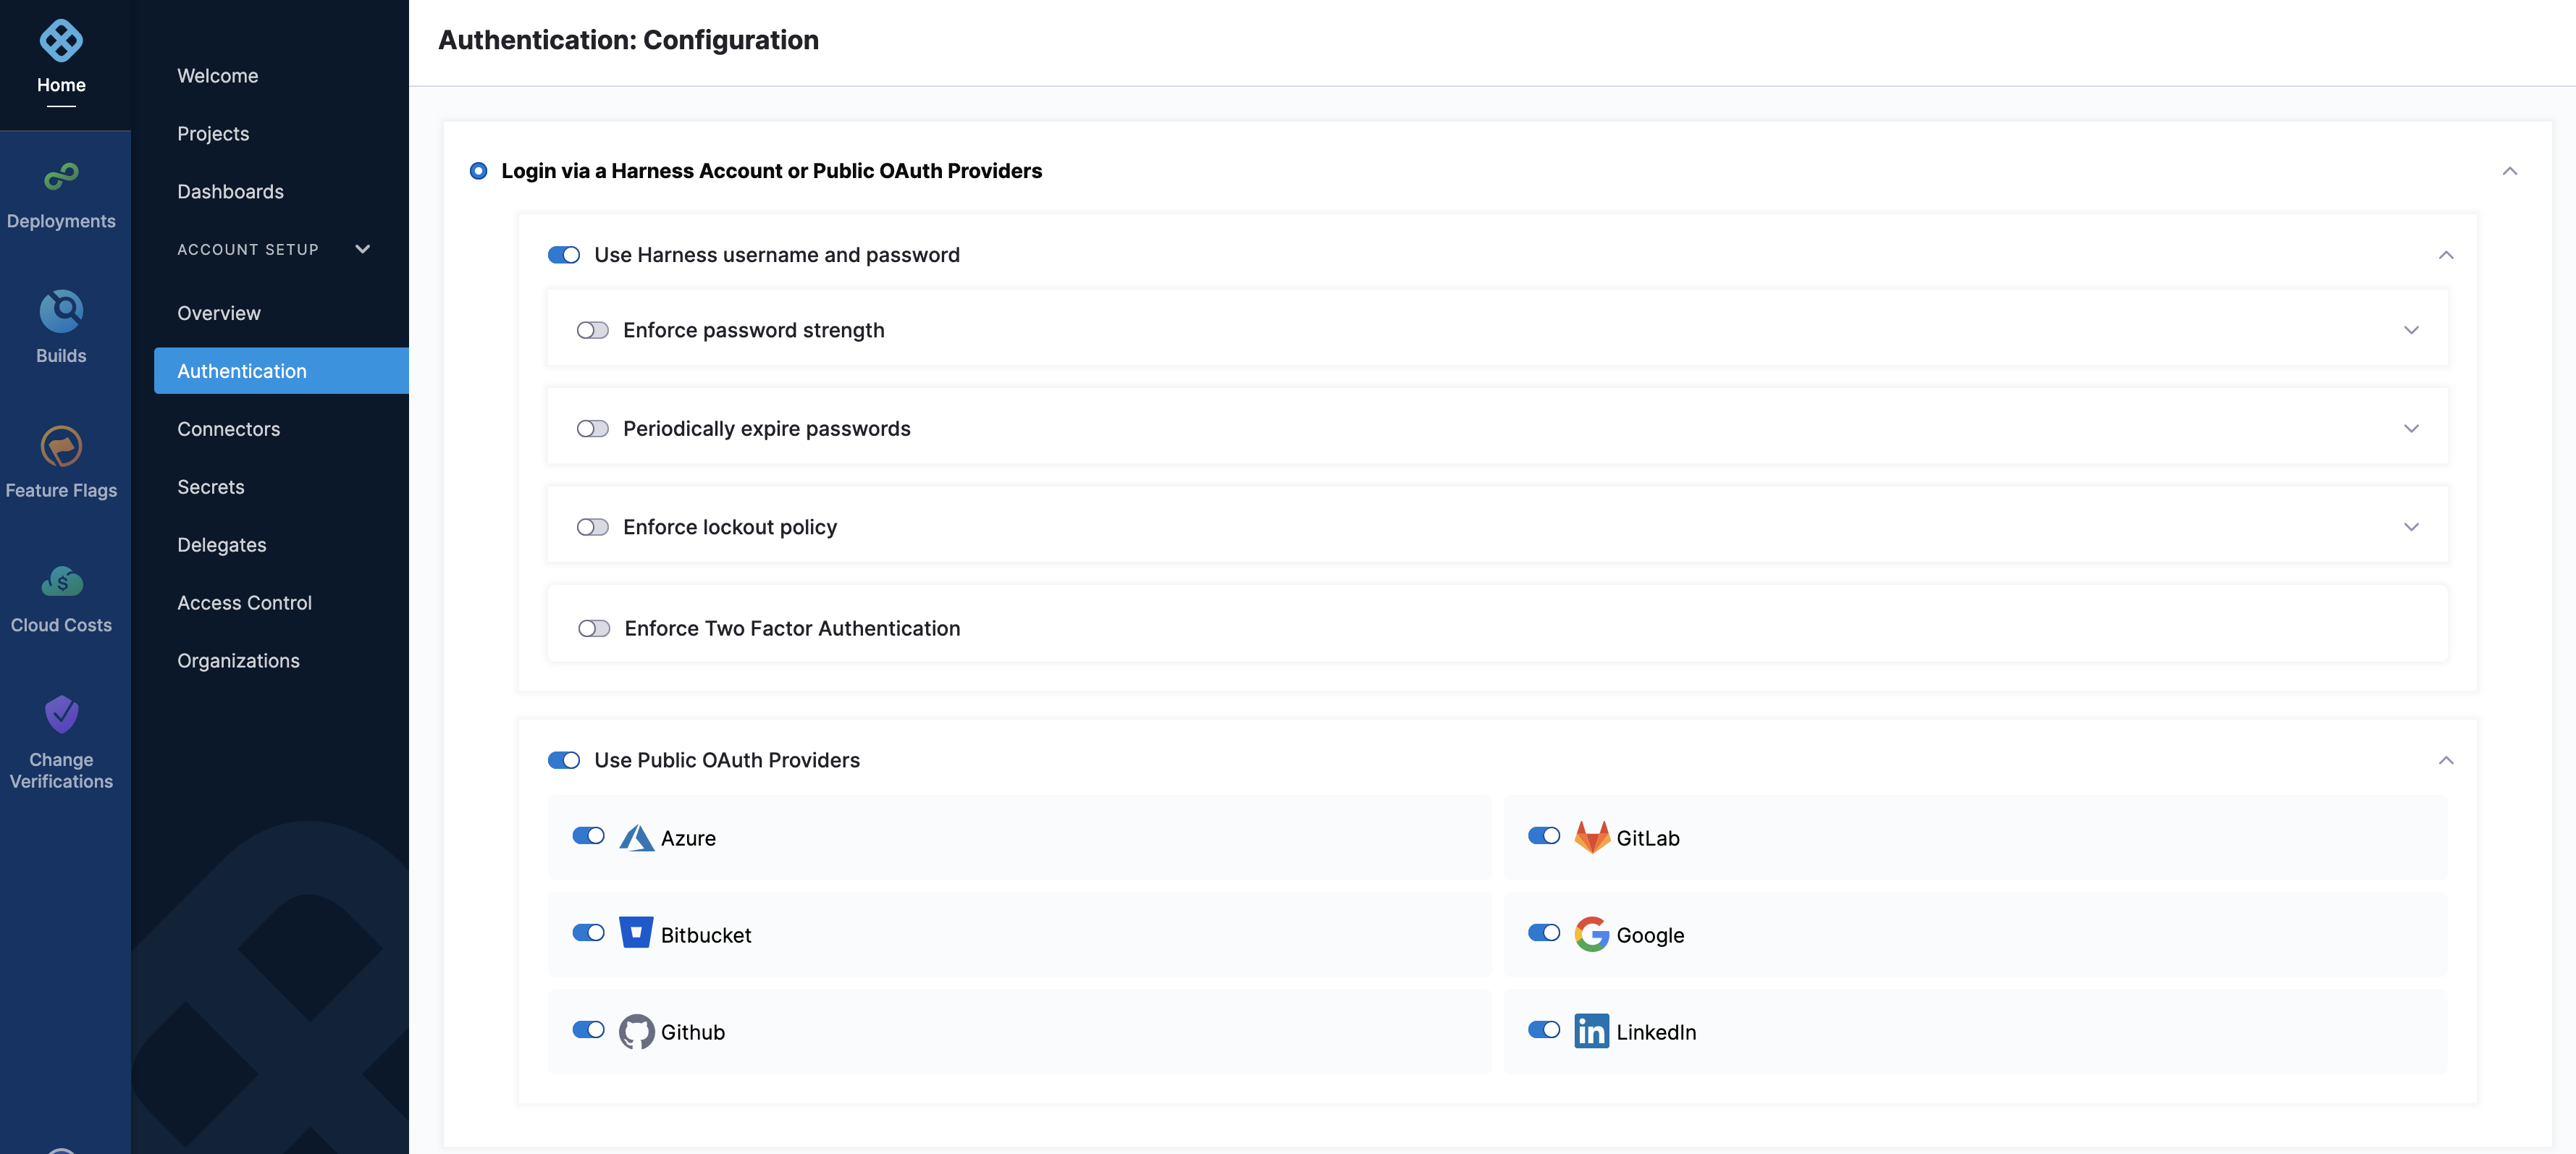 Home
Deployments
Builds
Feature Flags
Cloud Costs
Change
Verifications
Welcome
Projects
Dashboards
ACCOUNT SETUP
Overview
Authentication
Connectors
Secrets
Delegates
Access Control
Organizations
Authentication: Configuration
Login via a Harness Account or Public OAuth Providers
Use Harness username and password
Enforce password strength
Periodically expire passwords
Enforce lockout policy
Enforce Two Factor Authentication
Use Public OAuth Providers
Azure
GitLab
Bitbucket
Google
Github
LinkedIn